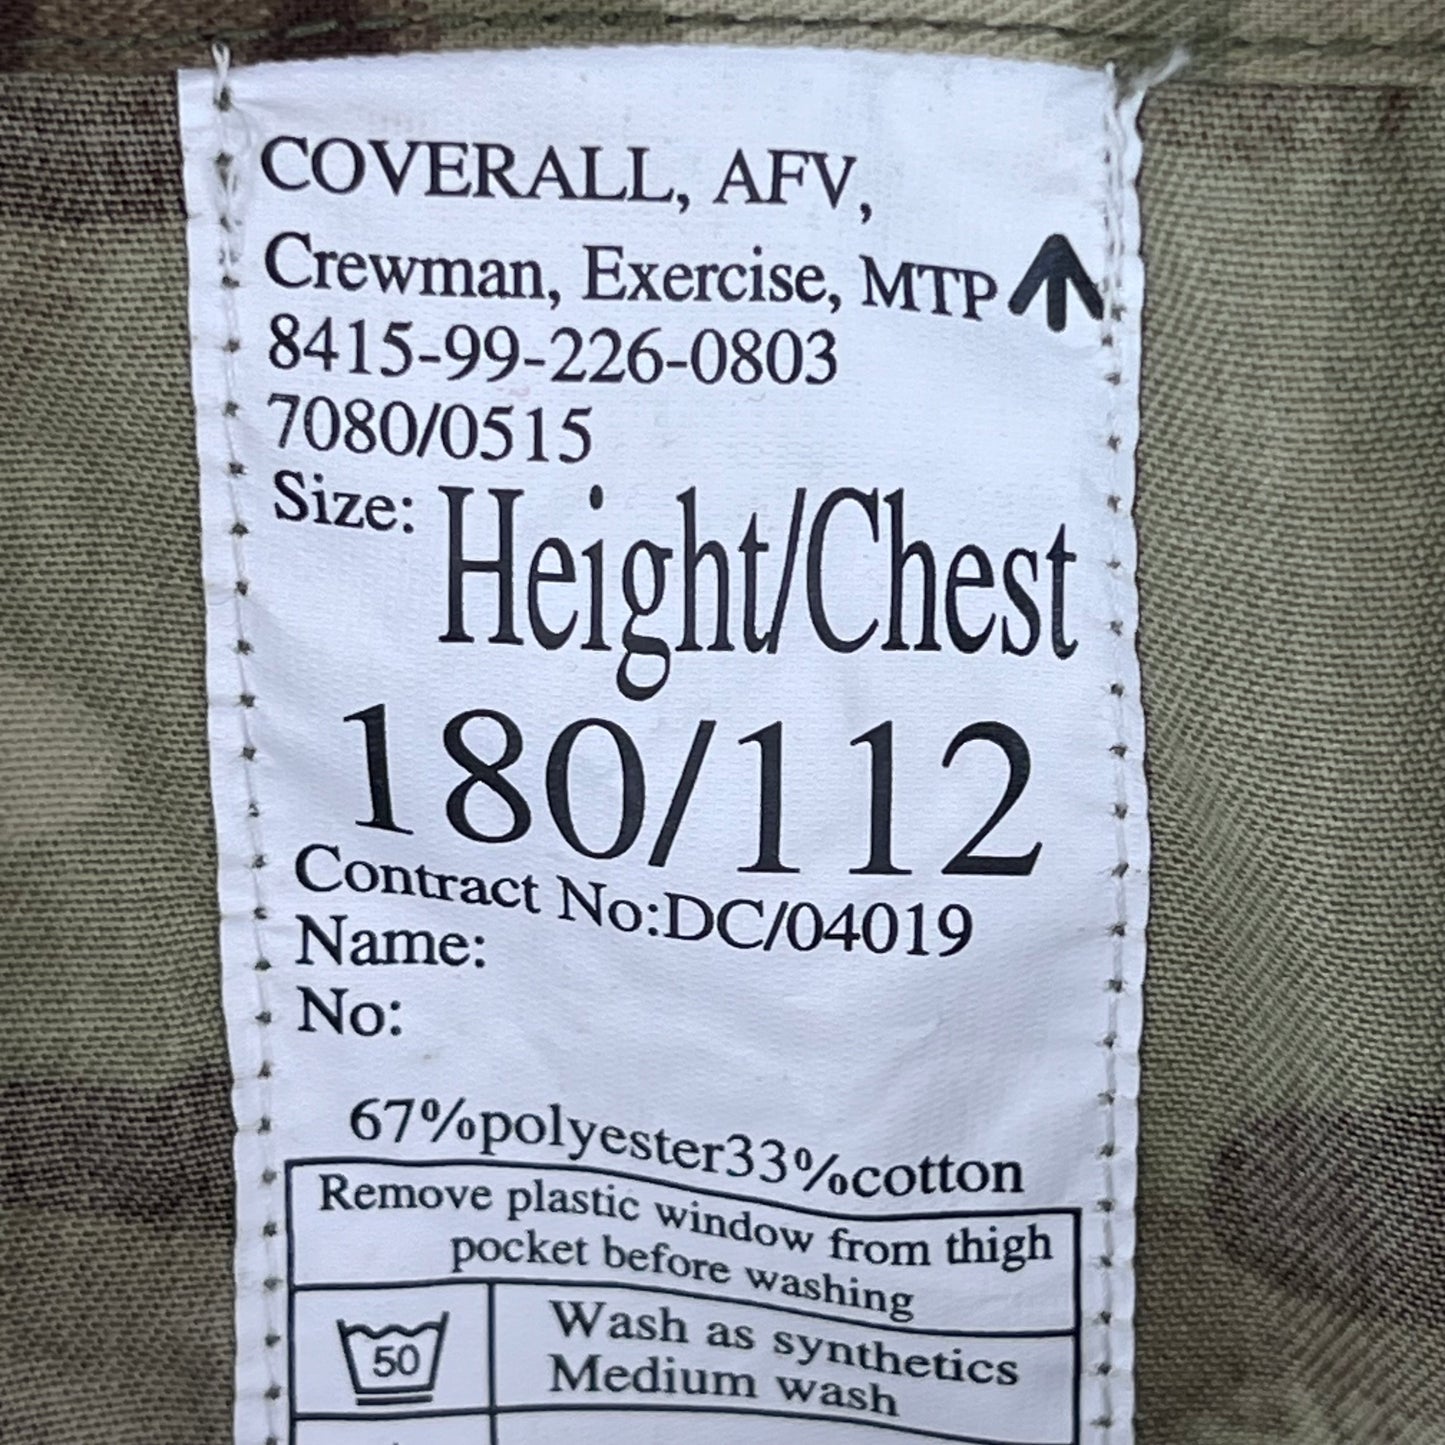 COVERALL, AFV,
Crewman, Exercise, MTP
8415-99-226-0803
7080/0515
Size: Height/Chest
180/112
Contract No:DC/04019
Name:
No:
67%polyester33%cotton
Remove plastic window from thigh
pocket before washing
50
Wash as synthetics
Medium wash